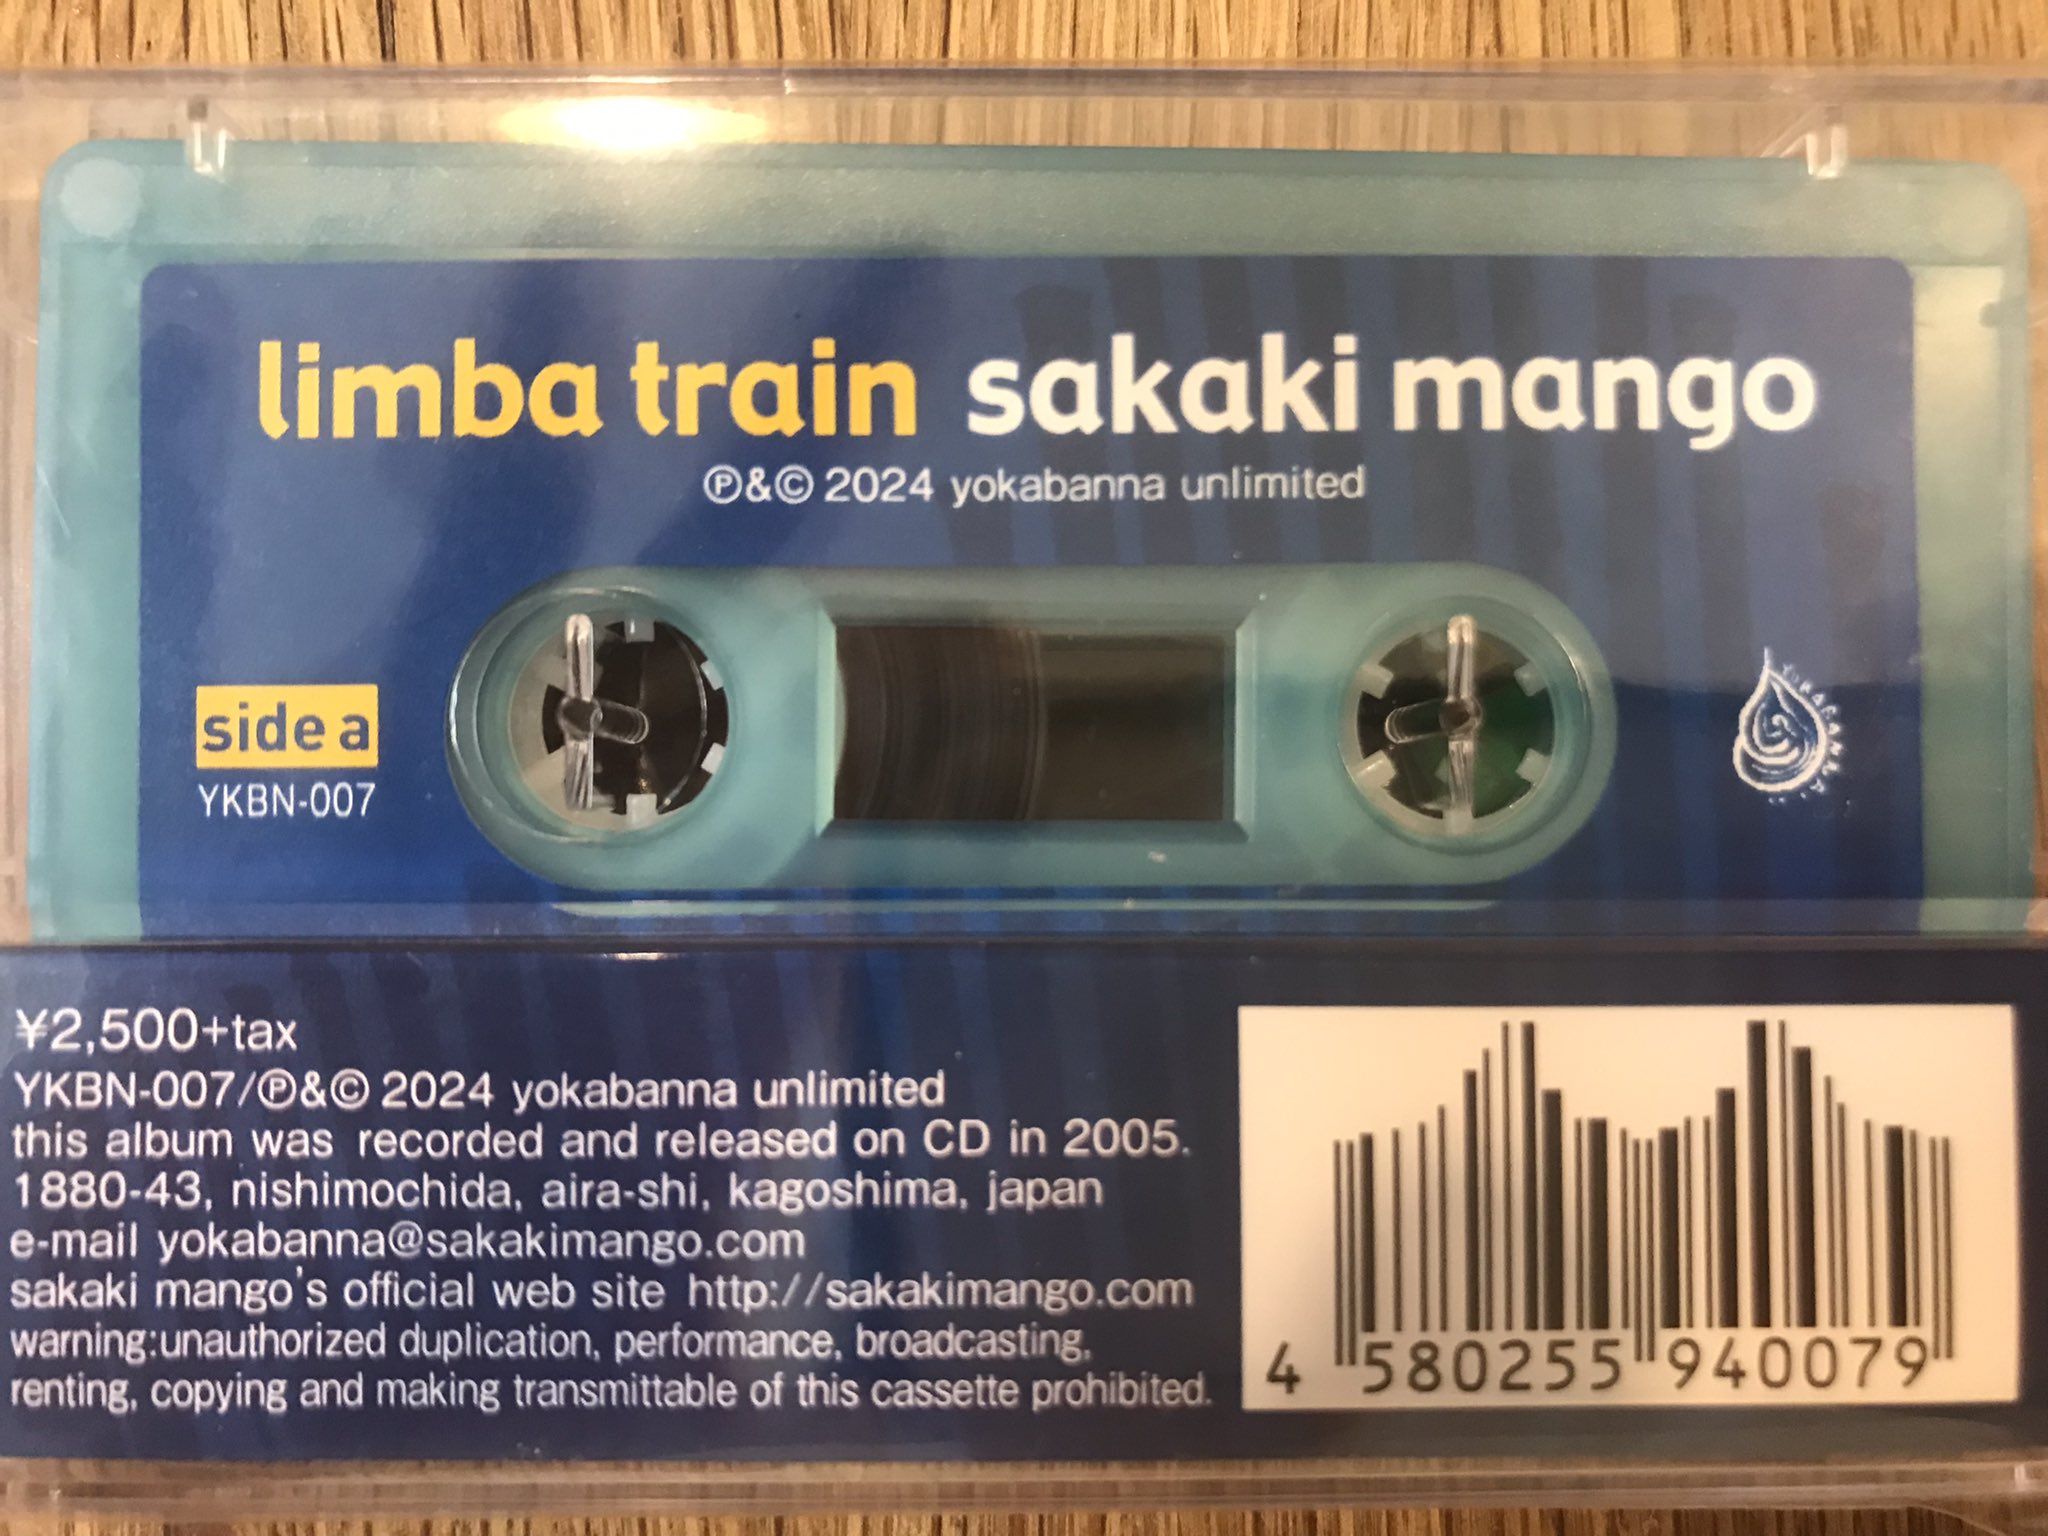 limba train sakaki mango
℗&© 2024 yokabanna unlimited
side a
YKBN-007
YOKABANNA
¥2,500+tax
YKBN-007/℗&© 2024 yokabanna unlimited
this album was recorded and released on CD in 2005.
1880-43, nishimochida, aira-shi, kagoshima, japan
e-mail yokabanna@sakakimango.com
sakaki mango's official web site http://sakakimango.com
warning:unauthorized duplication, performance, broadcasting,
renting, copying and making transmittable of this cassette prohibited.
4 580255 940079